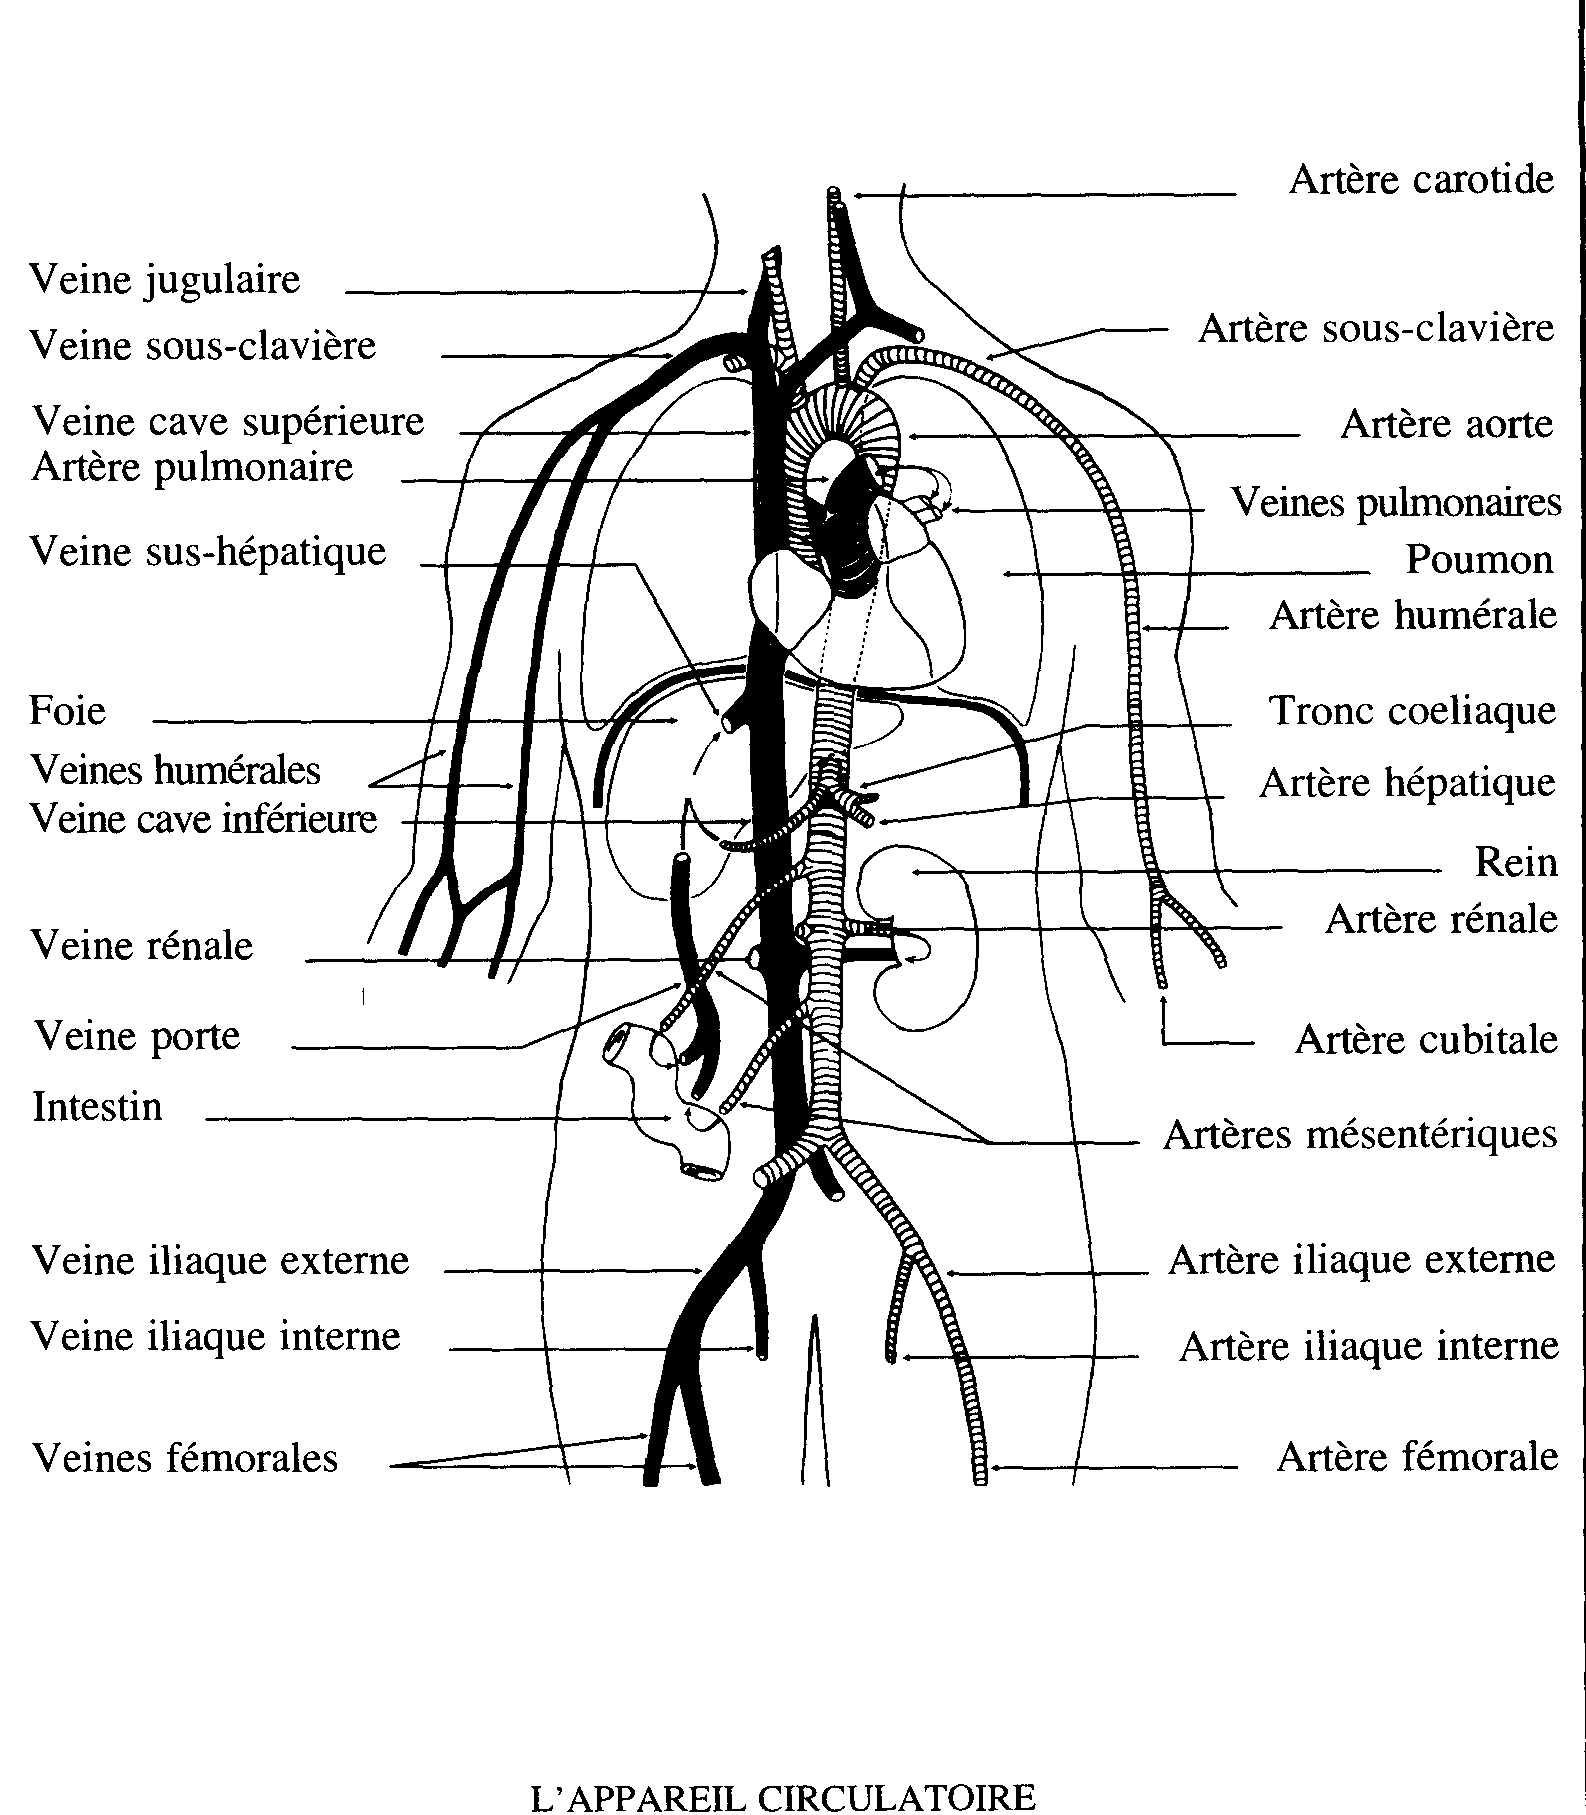 Artère carotide
Veine jugulaire
Veine sous-clavière
Artère sous-clavière
Veine cave supérieure
Artère aorte
Artère pulmonaire
Veines pulmonaires
Veine sus-hépatique
Poumon
Artère humérale
Foie
Tronc coeliaque
Veines humérales
Artère hépatique
Veine cave inférieure
Rein
Artère rénale
Veine rénale
Veine porte
Artère cubitale
Intestin
Artères mésentériques
Veine iliaque externe
Artère iliaque externe
Veine iliaque interne
Artère iliaque interne
Veines fémorales
Artère fémorale
L'APPAREIL CIRCULATOIRE